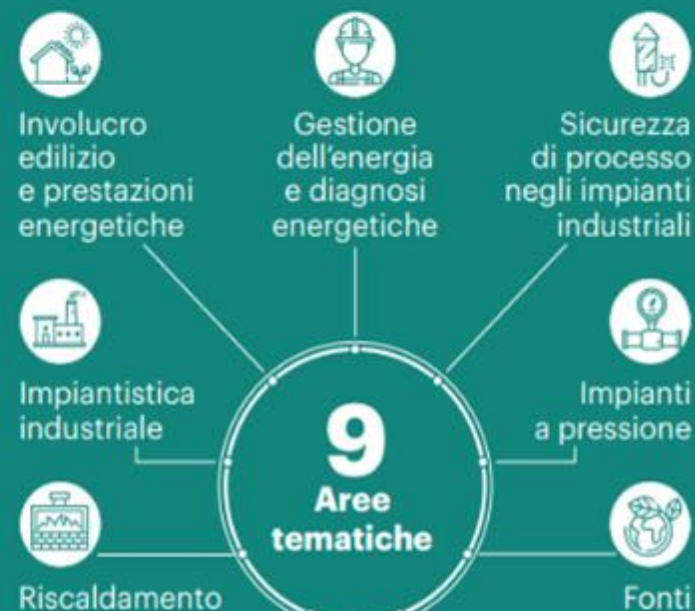 Involucro
edilizio
e prestazioni
energetiche
Gestione
dell'energia
e diagnosi
energetiche
Sicurezza
di processo
negli impianti
industriali
Impiantistica
industriale
9
Aree
tematiche
Impianti
a pressione
Riscaldamento
Fonti